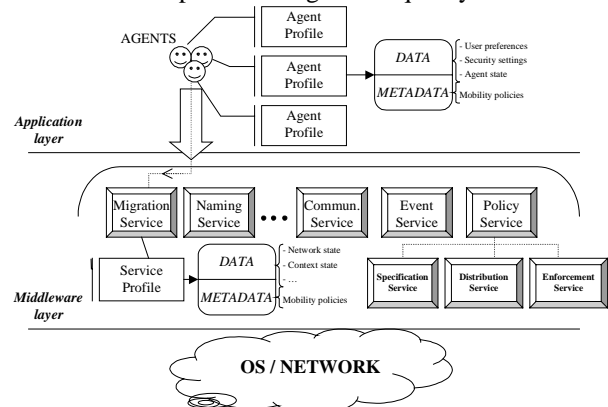 Agent
Profile
AGENTS
Agent
Profile
DATA
- User preferences
- Security settings
- Agent state
METADATA
Mobility policies
Agent
Profile
Application
layer
Migration
Service
Naming
Service
•••
Commun.
Service
Event
Service
Policy
Service
Service
Profile
DATA
- Network state
- Context state
- ...
METADATA
Mobility policies
Specification
Service
Distribution
Service
Enforcement
Service
Middleware
layer
OS / NETWORK